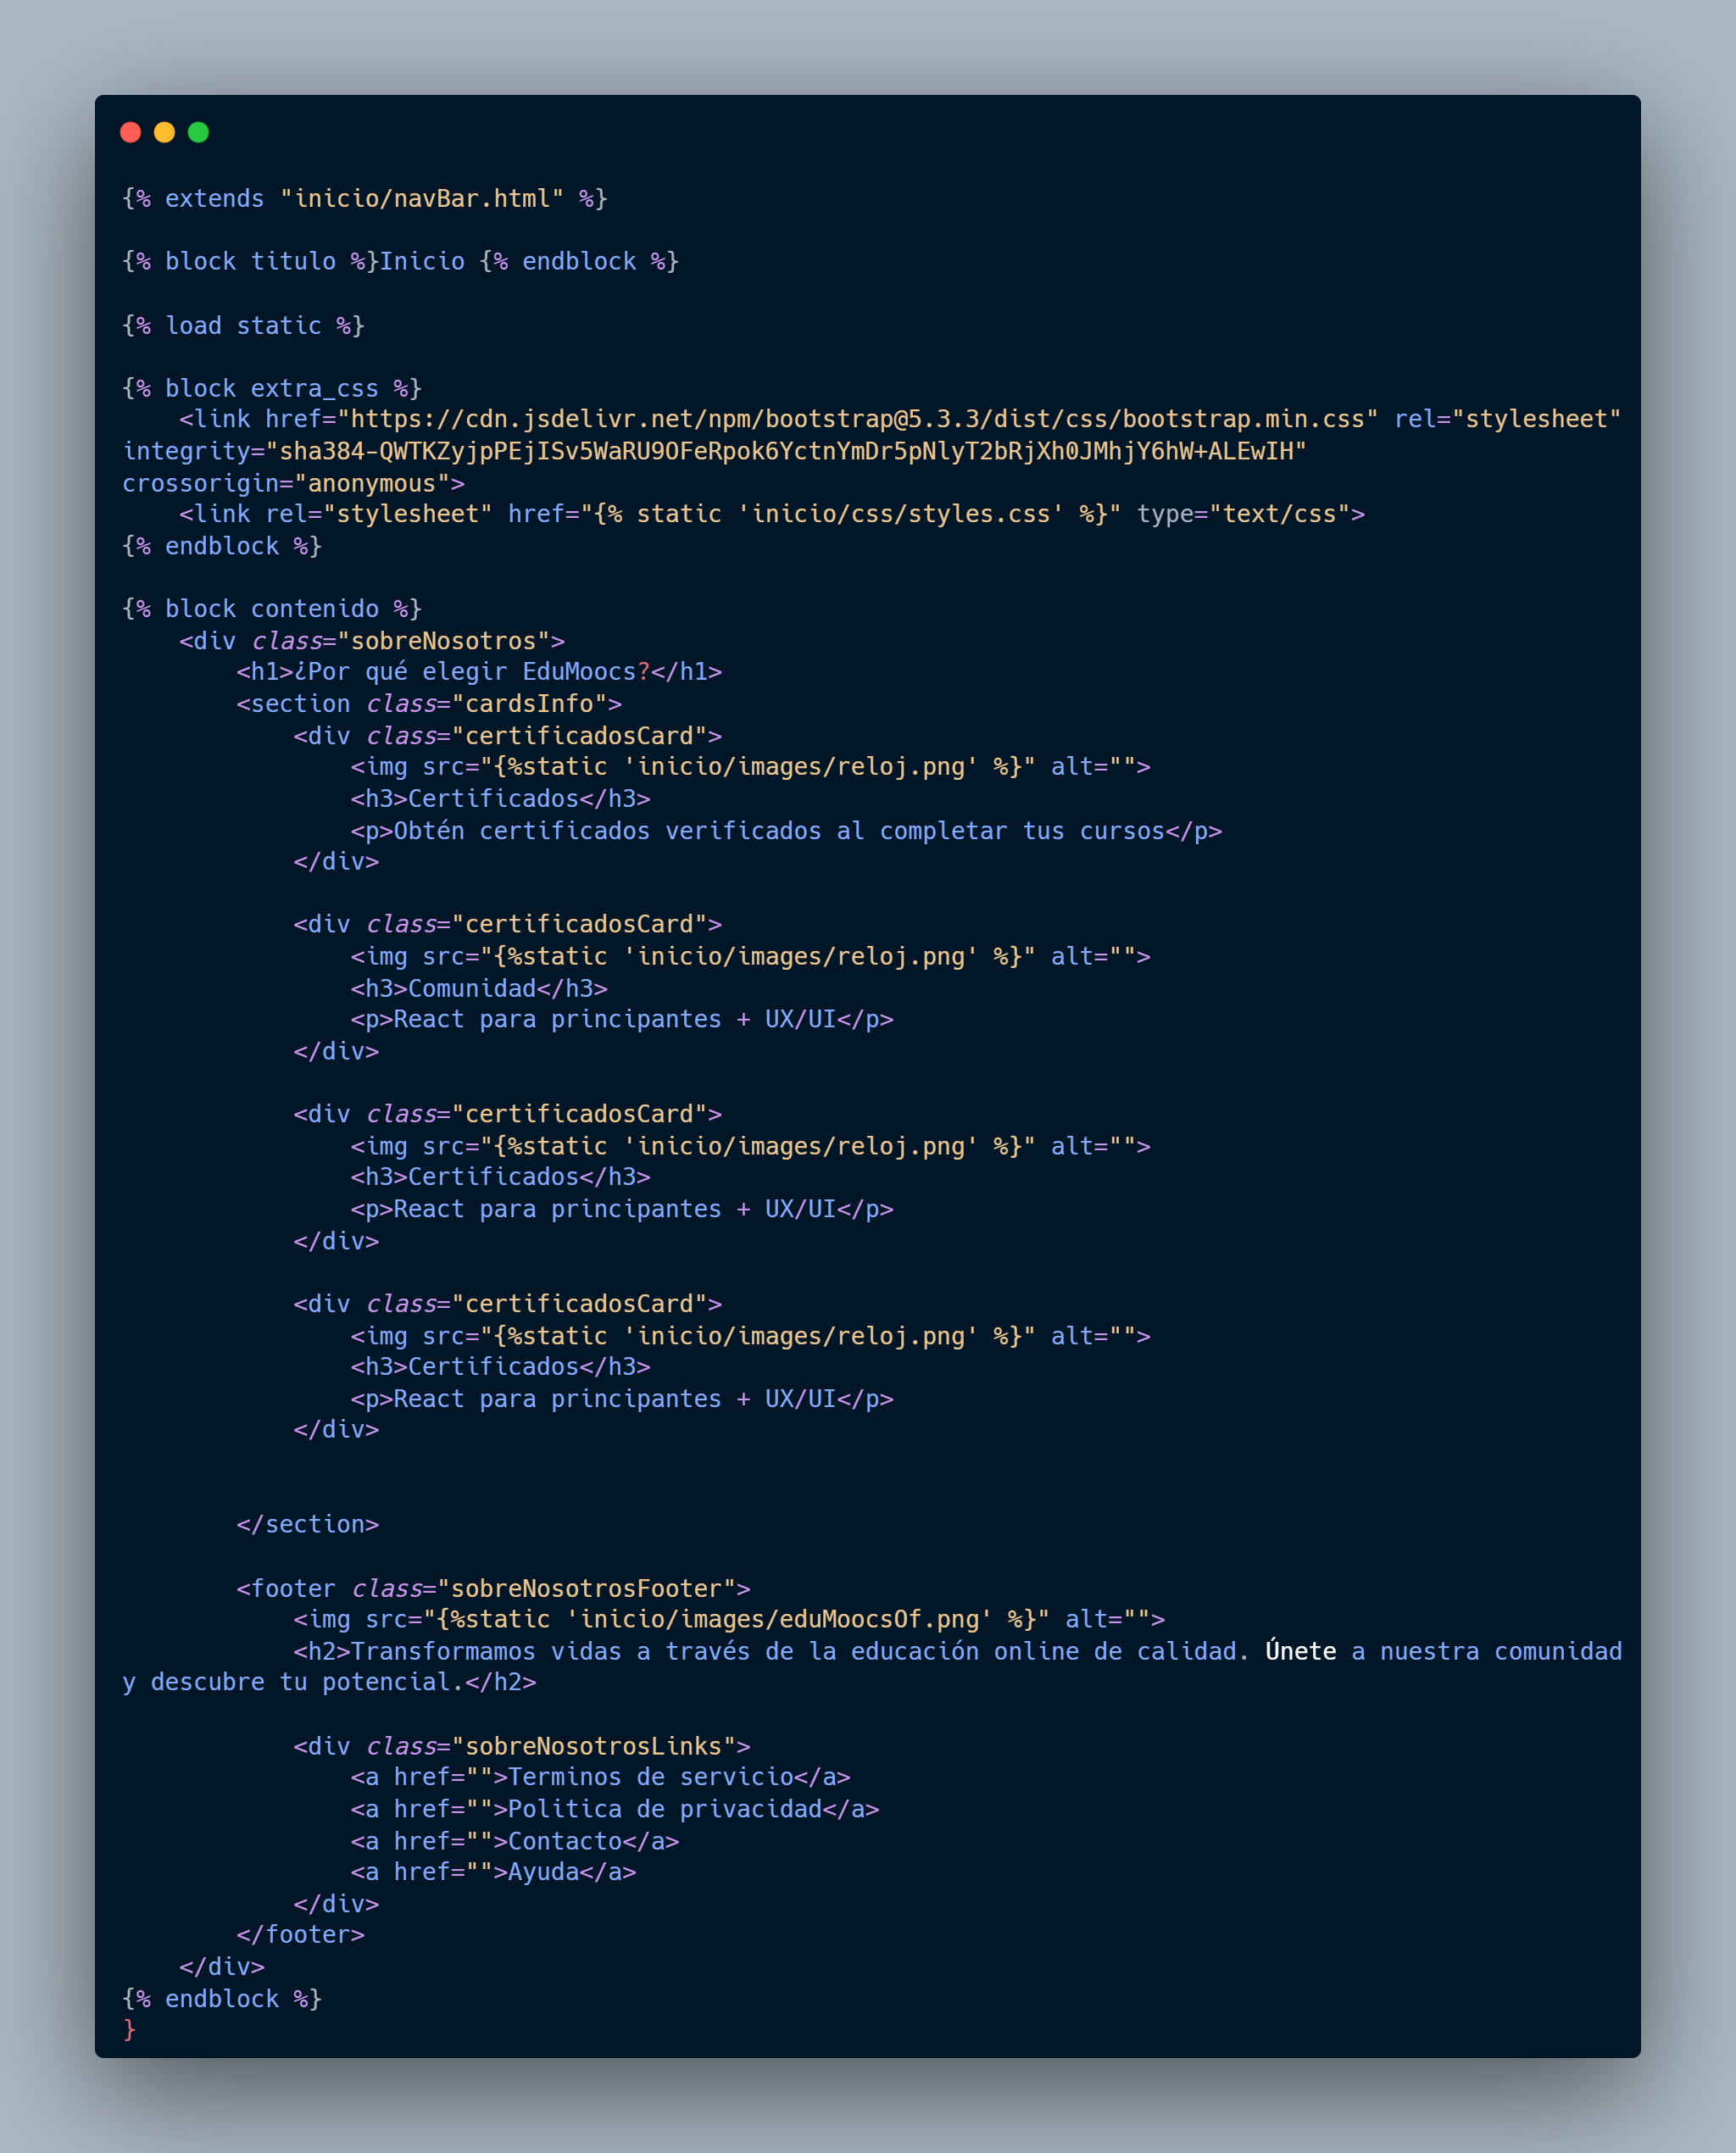 {% extends "inicio/navBar.html" %}
{% block titulo %}Inicio {% endblock %}
{% load static %}
{% block extra_css %}
    <link href="https://cdn.jsdelivr.net/npm/bootstrap@5.3.3/dist/css/bootstrap.min.css" rel="stylesheet"
integrity="sha384-QWTKZyjpPEjISv5WaRU9OFeRpok6YctnYmDr5pNlyT2bRjXh0JMhjY6hW+ALEwIH"
crossorigin="anonymous">
    <link rel="stylesheet" href="{% static 'inicio/css/styles.css' %}" type="text/css">
{% endblock %}
{% block contenido %}
    <div class="sobreNosotros">
        <h1>¿Por qué elegir EduMoocs?</h1>
        <section class="cardsInfo">
            <div class="certificadosCard">
                <img src="{%static 'inicio/images/reloj.png' %}" alt="">
                <h3>Certificados</h3>
                <p>Obtén certificados verificados al completar tus cursos</p>
            </div>
            <div class="certificadosCard">
                <img src="{%static 'inicio/images/reloj.png' %}" alt="">
                <h3>Comunidad</h3>
                <p>React para principantes + UX/UI</p>
            </div>
            <div class="certificadosCard">
                <img src="{%static 'inicio/images/reloj.png' %}" alt="">
                <h3>Certificados</h3>
                <p>React para principantes + UX/UI</p>
            </div>
            <div class="certificadosCard">
                <img src="{%static 'inicio/images/reloj.png' %}" alt="">
                <h3>Certificados</h3>
                <p>React para principantes + UX/UI</p>
            </div>
        </section>
        <footer class="sobreNosotrosFooter">
            <img src="{%static 'inicio/images/eduMoocsOf.png' %}" alt="">
            <h2>Transformamos vidas a través de la educación online de calidad. Únete a nuestra comunidad
y descubre tu potencial.</h2>
            <div class="sobreNosotrosLinks">
                <a href="">Terminos de servicio</a>
                <a href="">Politica de privacidad</a>
                <a href="">Contacto</a>
                <a href="">Ayuda</a>
            </div>
        </footer>
    </div>
{% endblock %}
}